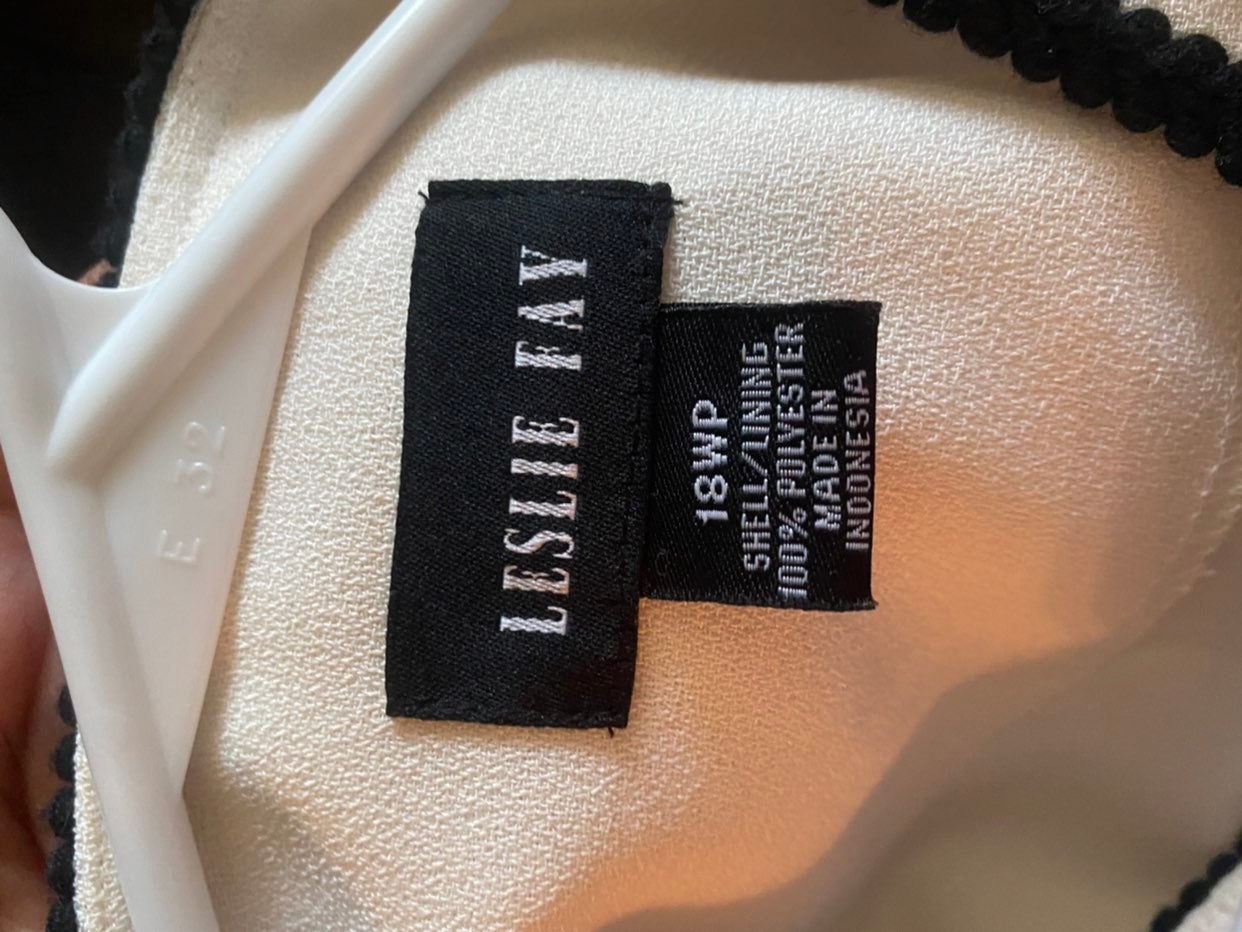 E 32
LESLIE FAY
18WP
SHELL/LINING
100% POLYESTER
MADE IN
INDONESIA